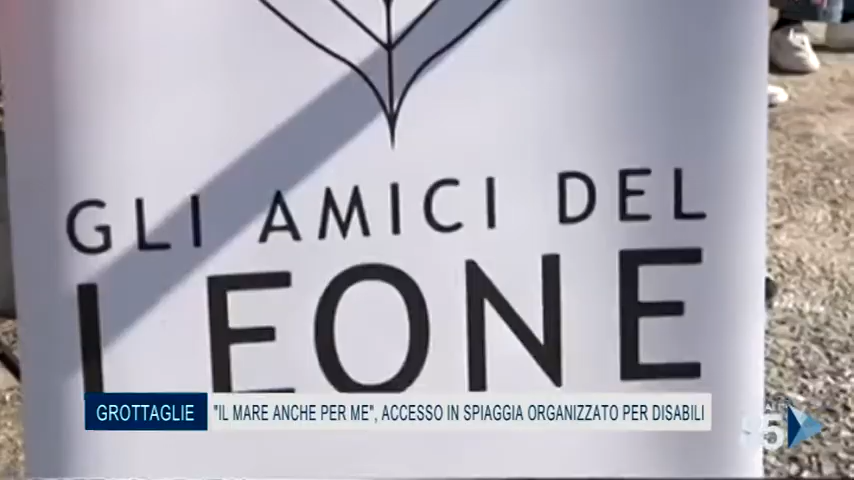 GLI AMICI DEL
LEONE
GROTTAGLIE "IL MARE ANCHE PER ME", ACCESSO IN SPIAGGIA ORGANIZZATO PER DISABILI